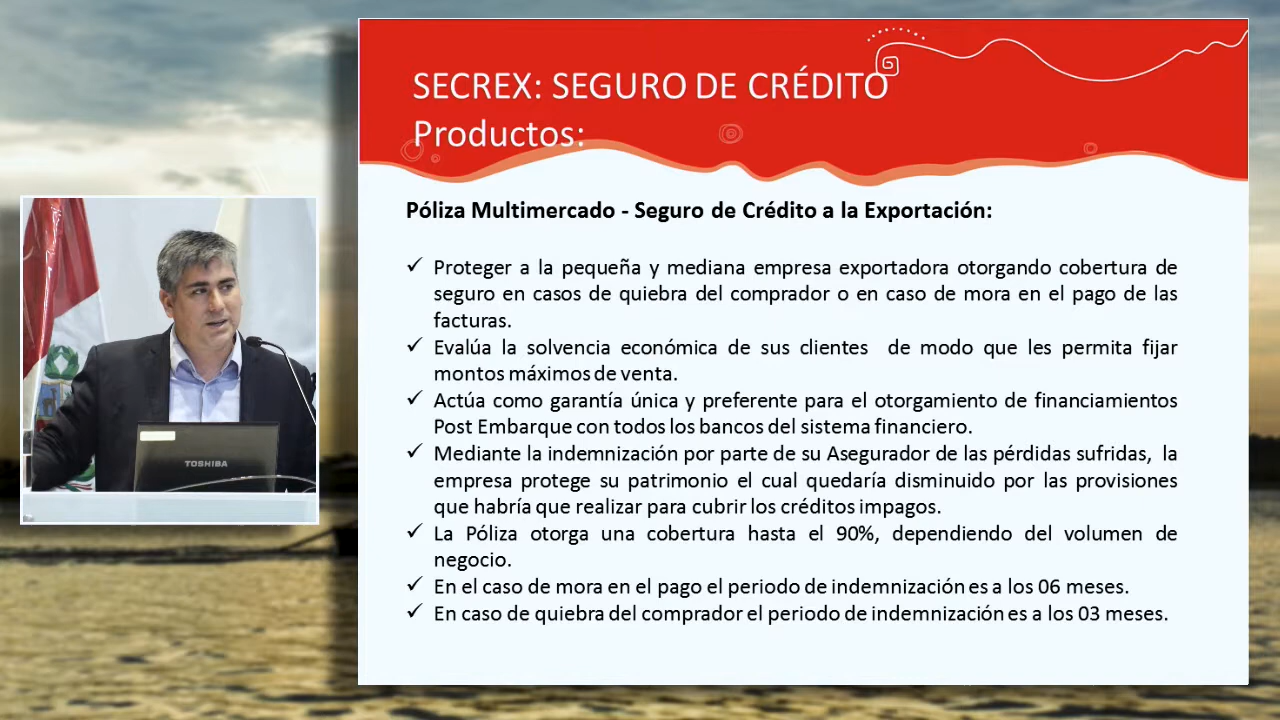 SECREX: SEGURO DE CRÉDITO
Productos:
Póliza Multimercado - Seguro de Crédito a la Exportación:
✓ Proteger a la pequeña y mediana empresa exportadora otorgando cobertura de
seguro en casos de quiebra del comprador o en caso de mora en el pago de las
facturas.
✓ Evalúa la solvencia económica de sus clientes de modo que les permita fijar
montos máximos de venta.
✓ Actúa como garantía única y preferente para el otorgamiento de financiamientos
Post Embarque con todos los bancos del sistema financiero.
✓ Mediante la indemnización por parte de su Asegurador de las pérdidas sufridas, la
empresa protege su patrimonio el cual quedaría disminuido por las provisiones
que habría que realizar para cubrir los créditos impagos.
✓ La Póliza otorga una cobertura hasta el 90%, dependiendo del volumen de
negocio.
✓ En el caso de mora en el pago el periodo de indemnización es a los 06 meses.
✓ En caso de quiebra del comprador el periodo de indemnización es a los 03 meses.
TOSHIBA